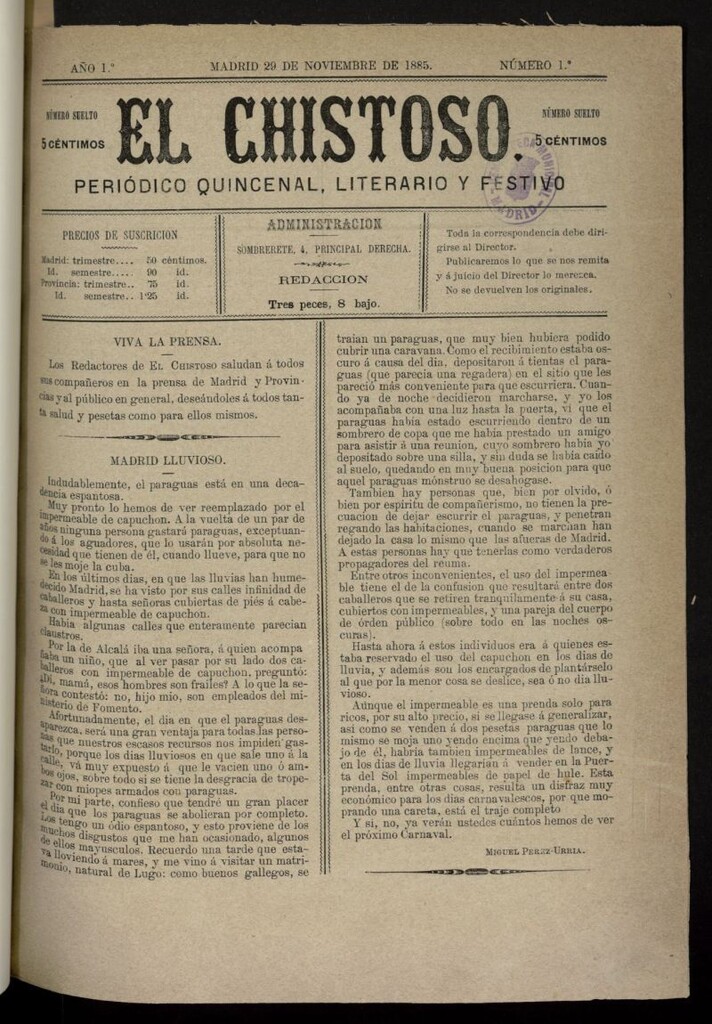 AÑO 1.º MADRID 29 DE NOVIEMBRE DE 1885. NÚMERO 1.º
NÚMERO SUELTO
5 CÉNTIMOS
EL CHISTOSO.
NÚMERO SUELTO
5 CÉNTIMOS
PERIÓDICO QUINCENAL, LITERARIO Y FESTIVO
MADRID
PRECIOS DE SUSCRICION
Madrid: trimestre.... 50 céntimos.
Id. semestre..... 90 id.
Provincia: trimestre.. 75 id.
Id. semestre.. 1'25 id.
ADMINISTRACION
SOMBRERETE, 4, PRINCIPAL DERECHA.
REDACCION
Tres peces, 8 bajo.
Toda la correspondencia debe diri-
girse al Director.
Publicaremos lo que se nos remita
y á juicio del Director lo merezca.
No se devuelven los originales.
VIVA LA PRENSA.
Los Redactores de EL CHISTOSO saludan á todos
sus compañeros en la prensa de Madrid y Provin-
cias y al público en general, deseándoles á todos tan-
ta salud y pesetas como para ellos mismos.
MADRID LLUVIOSO.
Indudablemente, el paraguas está en una deca-
dencia espantosa.
Muy pronto lo hemos de ver reemplazado por el
impermeable de capuchon. A la vuelta de un par de
años ninguna persona gastará paraguas, exceptuan-
do á los aguadores, que lo usarán por absoluta ne-
cesidad que tienen de él, cuando llueve, para que no
se les moje la cuba.
En los últimos dias, en que las lluvias han hume-
decido Madrid, se ha visto por sus calles infinidad de
caballeros y hasta señoras cubiertas de piés á cabe-
za con impermeable de capuchon.
Habia algunas calles que enteramente parecian
claustros.
Por la de Alcalá iba una señora, á quien acompa
ñaba un niño, que al ver pasar por su lado dos ca-
balleros con impermeable de capuchon, preguntó:
Di, mamá, esos hombres son frailes? A lo que la se-
ñora contestó: no, hijo mio, son empleados del mi-
nisterio de Fomento.
Afortunadamente, el dia en que el paraguas des-
aparezca, será una gran ventaja para todas las perso-
nas que nuestros escasos recursos nos impiden gas-
tarlo, porque los dias lluviosos en que sale uno á la
calle, vá muy expuesto á que le vacien uno ó am-
bos ojos, sobre todo si se tiene la desgracia de trope-
zar con miopes armados con paraguas.
Por mi parte, confieso que tendré un gran placer
el dia que los paraguas se abolieran por completo.
Los tengo un ódio espantoso, y esto proviene de los
muchos disgustos que me han ocasionado, algunos
de ellos mayusculos. Recuerdo una tarde que esta-
va lloviendo á mares, y me vino á visitar un matri-
monio, natural de Lugo: como buenos gallegos, se
traian un paraguas, que muy bien hubiera podido
cubrir una caravana. Como el recibimiento estaba os-
curo á causa del dia, depositaron á tientas el para-
guas (que parecia una regadera) en el sitio que les
pareció más conveniente para que escurriera. Cuan-
do ya de noche decidieron marcharse, y yo los
acompañaba con una luz hasta la puerta, ví que el
paraguas habia estado escurriendo dentro de un
sombrero de copa que me habia prestado un amigo
para asistir á una reunion, cuyo sombrero habia yo
depositado sobre una silla, y sin duda se habia caido
al suelo, quedando en muy buena posicion para que
aquel paraguas mónstruo se desahogase.
Tambien hay personas que, bien por olvido, ó
bien por espíritu de compañerismo, no tienen la pre-
cuacion de dejar escurrir el paraguas, y penetran
regando las habitaciones, cuando se marchan han
dejado la casa lo mismo que las afueras de Madrid.
A estas personas hay que tenerlas como verdaderos
propagadores del reuma.
Entre otros inconvenientes, el uso del impermea-
ble tiene el de la confusion que resultará entre dos
caballeros que se retiren tranquilamente á su casa,
cubiertos con impermeables, y una pareja del cuerpo
de órden público (sobre todo en las noches os-
curas).
Hasta ahora á estos individuos era á quienes es-
taba reservado el uso del capuchon en los dias de
lluvia, y además son los encargados de plantárselo
al que por la menor cosa se deslice, sea ó no dia llu-
vioso.
Aúnque el impermeable es una prenda solo para
ricos, por su alto precio, si se llegase á generalizar,
así como se venden á dos pesetas paraguas que lo
mismo se moja uno yendo encima que yendo deba-
jo de él, habria tambien impermeables de lance, y
en los dias de lluvia llegarian á vender en la Puerta
del Sol impermeables de papel de hule. Esta
prenda, entre otras cosas, resulta un disfraz muy
económico para los dias carnavalescos, por que mo-
prando una careta, está el traje completo
Y si, no, ya verán ustedes cuántos hemos de ver
el próximo Carnaval.
MIGUEL PEREZ-URRIA.